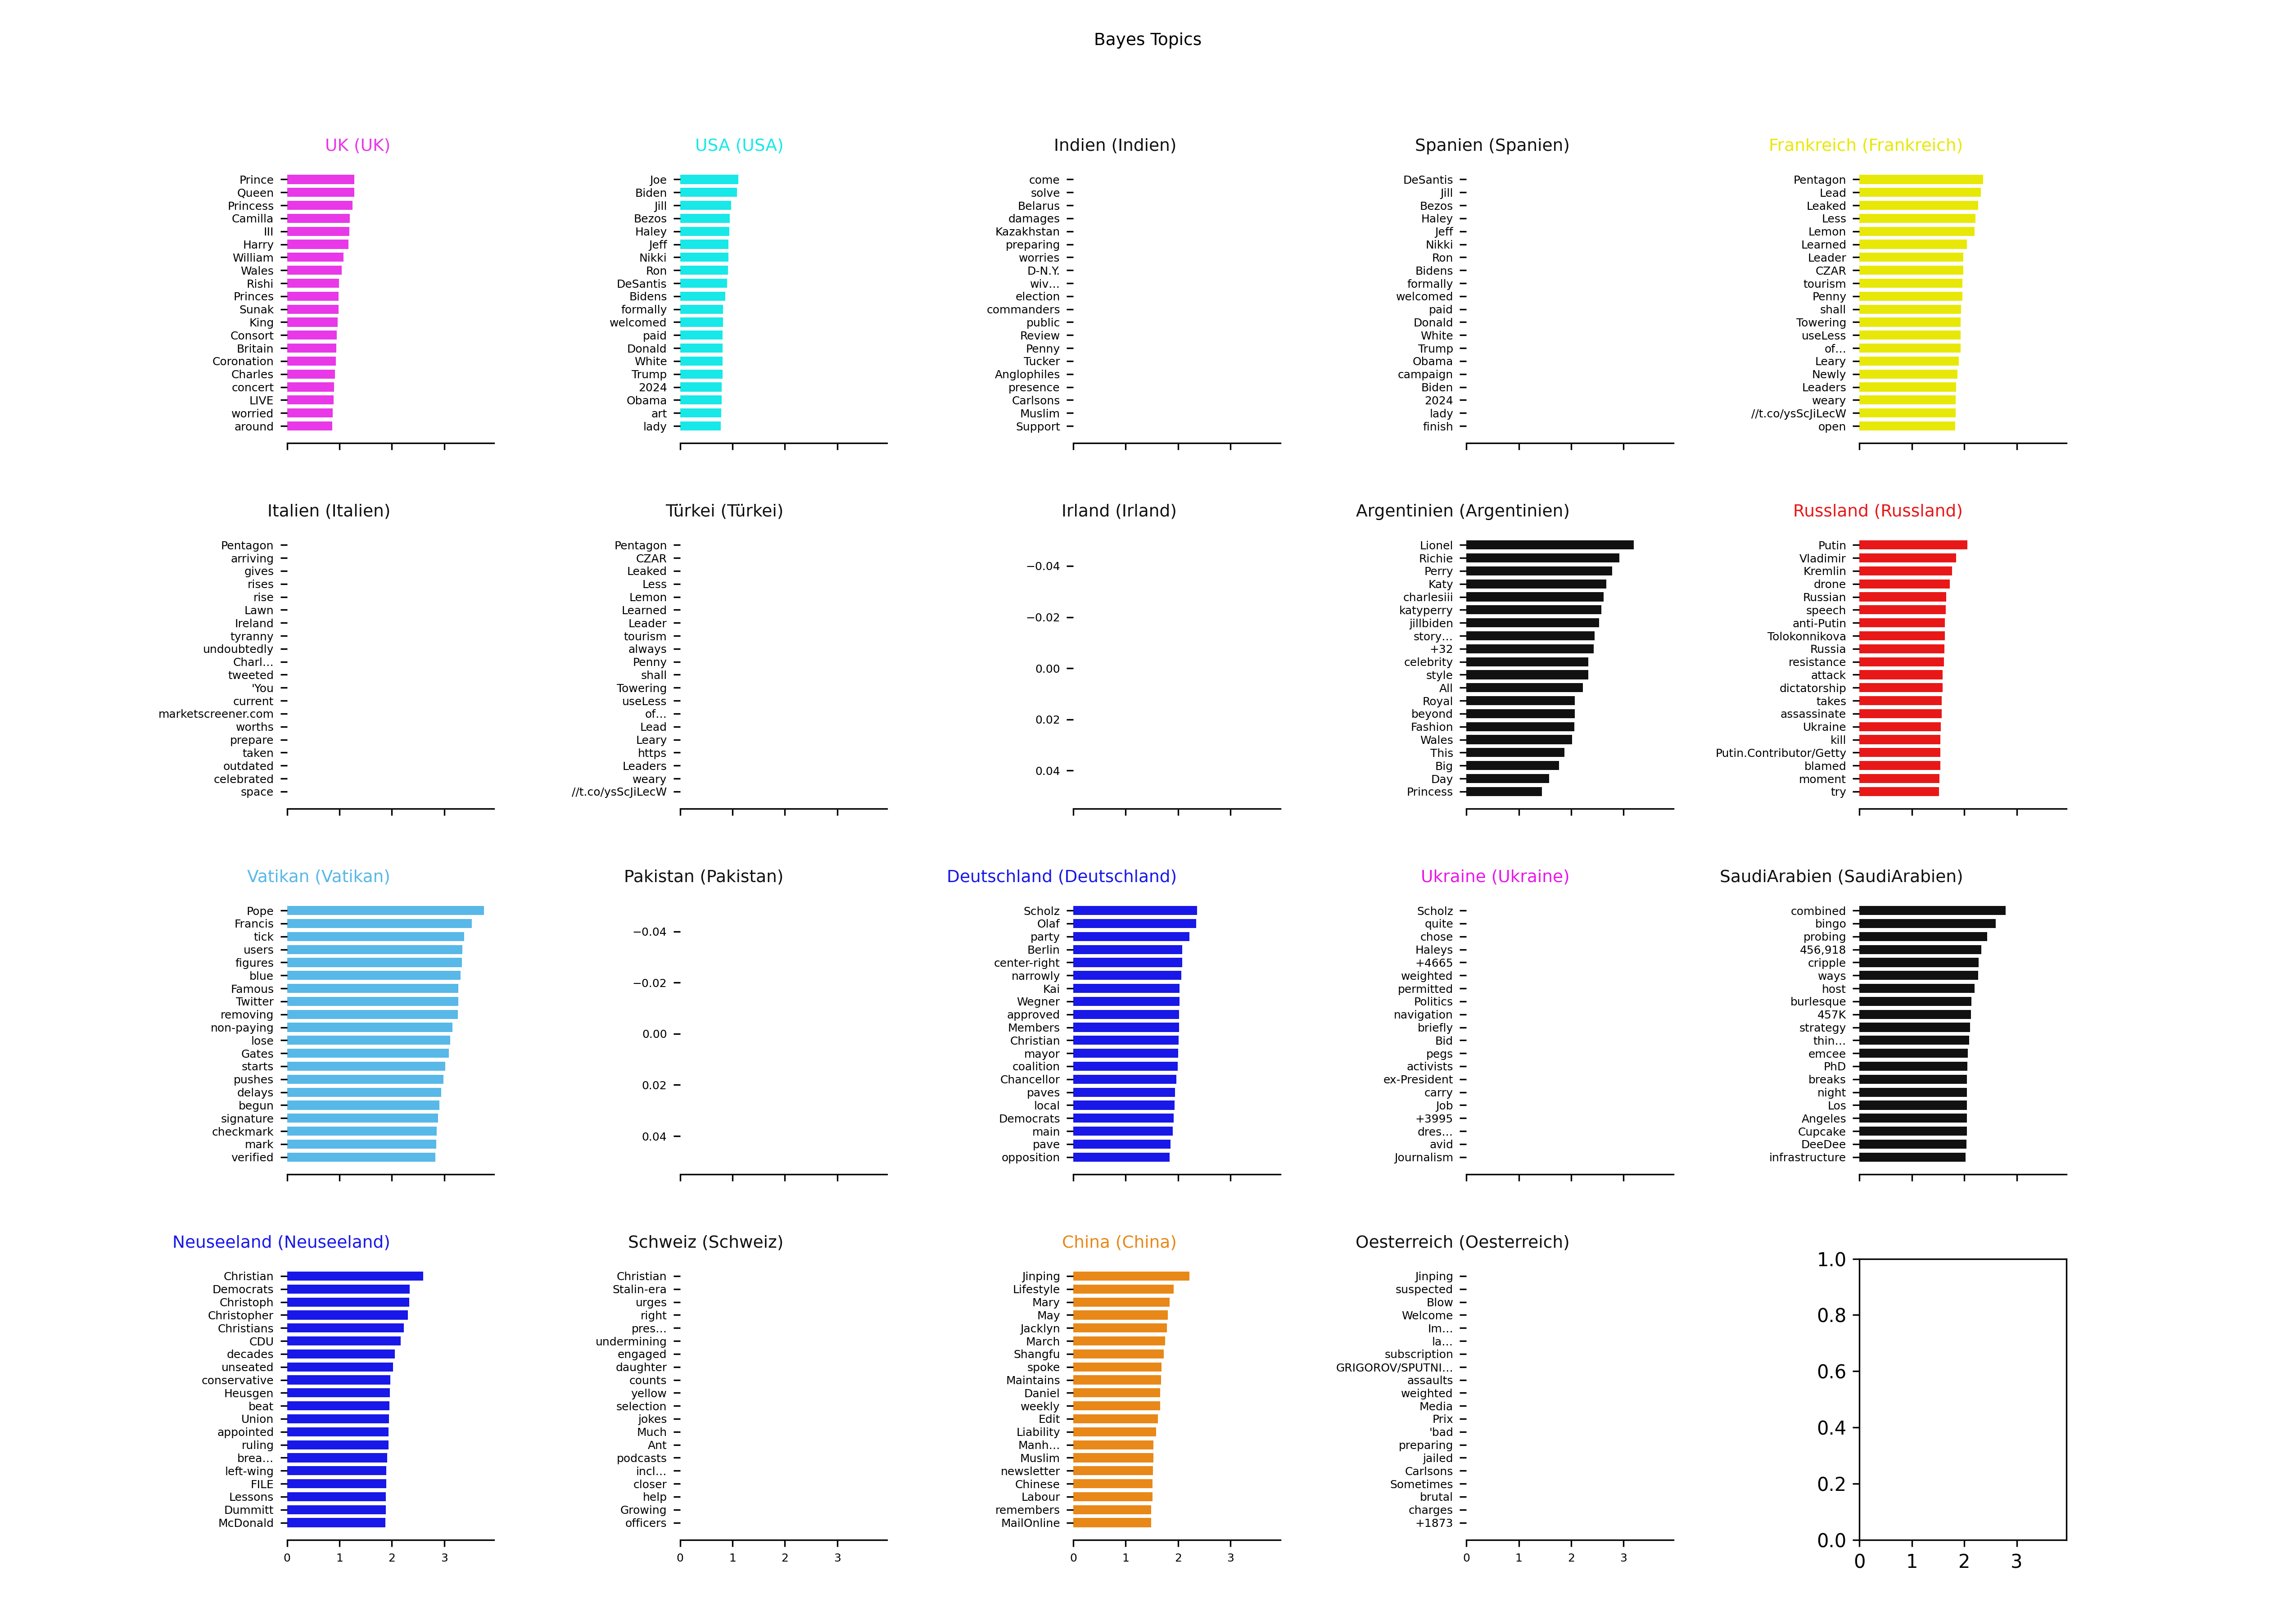 Bayes Topics
UK (UK)
Prince
Queen
Princess
Camilla
III
Harry
William
Wales
Rishi
Princes
Sunak
King
Consort
Britain
Coronation
Charles
concert
LIVE
worried
around
USA (USA)
Joe
Biden
Jill
Bezos
Haley
Jeff
Nikki
Ron
DeSantis
Bidens
formally
welcomed
paid
Donald
White
Trump
2024
Obama
art
lady
Indien (Indien)
come
solve
Belarus
damages
Kazakhstan
preparing
worries
D-N.Y.
wiv…
election
commanders
public
Review
Penny
Tucker
Anglophiles
presence
Carlsons
Muslim
Support
Spanien (Spanien)
DeSantis
Jill
Bezos
Haley
Jeff
Nikki
Ron
Bidens
formally
welcomed
paid
Donald
White
Trump
Obama
campaign
Biden
2024
lady
finish
Frankreich (Frankreich)
Pentagon
Lead
Leaked
Less
Lemon
Learned
Leader
CZAR
tourism
Penny
shall
Towering
useLess
of…
Leary
Newly
Leaders
weary
//t.co/ysScJiLecW
open
Italien (Italien)
Pentagon
arriving
gives
rises
rise
Lawn
Ireland
tyranny
undoubtedly
Charl…
tweeted
'You
current
marketscreener.com
worths
prepare
taken
outdated
celebrated
space
Türkei (Türkei)
Pentagon
CZAR
Leaked
Less
Lemon
Learned
Leader
tourism
always
Penny
shall
Towering
useLess
of…
Lead
Leary
https
Leaders
weary
//t.co/ysScJiLecW
Irland (Irland)
−0.04
−0.02
0.00
0.02
0.04
Argentinien (Argentinien)
Lionel
Richie
Perry
Katy
charlesiii
katyperry
jillbiden
story…
+32
celebrity
style
All
Royal
beyond
Fashion
Wales
This
Big
Day
Princess
Russland (Russland)
Putin
Vladimir
Kremlin
drone
Russian
speech
anti-Putin
Tolokonnikova
Russia
resistance
attack
dictatorship
takes
assassinate
Ukraine
kill
Putin.Contributor/Getty
blamed
moment
try
Vatikan (Vatikan)
Pope
Francis
tick
users
figures
blue
Famous
Twitter
removing
non-paying
lose
Gates
starts
pushes
delays
begun
signature
checkmark
mark
verified
Pakistan (Pakistan)
−0.04
−0.02
0.00
0.02
0.04
Deutschland (Deutschland)
Scholz
Olaf
party
Berlin
center-right
narrowly
Kai
Wegner
approved
Members
Christian
mayor
coalition
Chancellor
paves
local
Democrats
main
pave
opposition
Ukraine (Ukraine)
Scholz
quite
chose
Haleys
+4665
weighted
permitted
Politics
navigation
briefly
Bid
pegs
activists
ex-President
carry
Job
+3995
dres…
avid
Journalism
SaudiArabien (SaudiArabien)
combined
bingo
probing
456,918
cripple
ways
host
burlesque
457K
strategy
thin…
emcee
PhD
breaks
night
Los
Angeles
Cupcake
DeeDee
infrastructure
Neuseeland (Neuseeland)
Christian
Democrats
Christoph
Christopher
Christians
CDU
decades
unseated
conservative
Heusgen
beat
Union
appointed
ruling
brea…
left-wing
FILE
Lessons
Dummitt
McDonald
0 1 2 3
Schweiz (Schweiz)
Christian
Stalin-era
urges
right
pres…
undermining
engaged
daughter
counts
yellow
selection
jokes
Much
Ant
podcasts
incl…
closer
help
Growing
officers
0 1 2 3
China (China)
Jinping
Lifestyle
Mary
May
Jacklyn
March
Shangfu
spoke
Maintains
Daniel
weekly
Edit
Liability
Manh…
Muslim
newsletter
Chinese
Labour
remembers
MailOnline
0 1 2 3
Oesterreich (Oesterreich)
Jinping
suspected
Blow
Welcome
Im…
la…
subscription
GRIGOROV/SPUTNI…
assaults
weighted
Media
Prix
'bad
preparing
jailed
Carlsons
Sometimes
brutal
charges
+1873
0 1 2 3
1.0
0.8
0.6
0.4
0.2
0.0
0 1 2 3